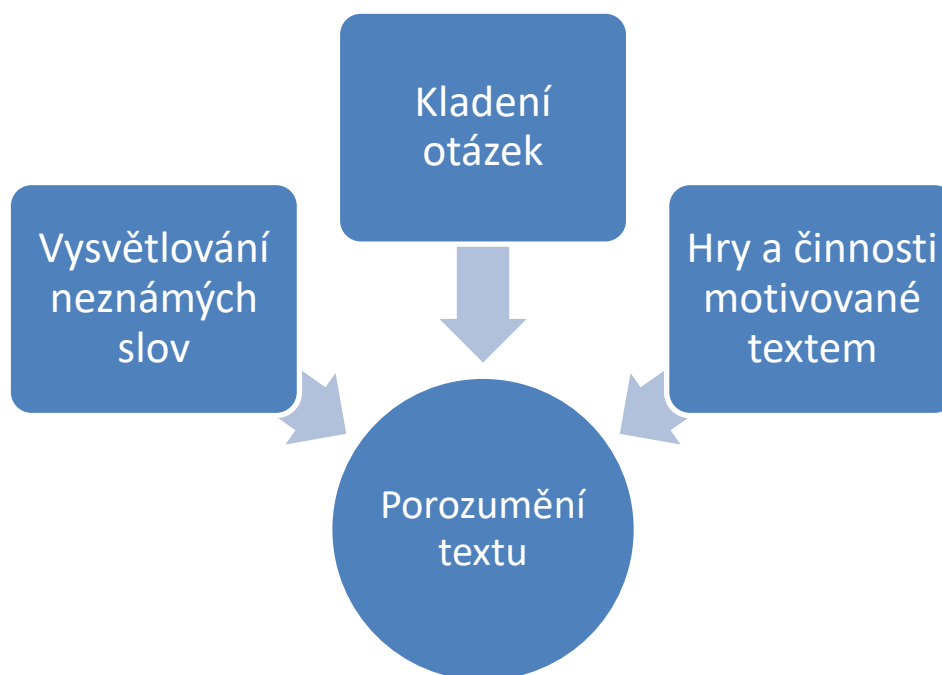 Kladení
otázek
Vysvětlování
neznámých
slov
Hry a činnosti
motivované
textem
Porozumění
textu